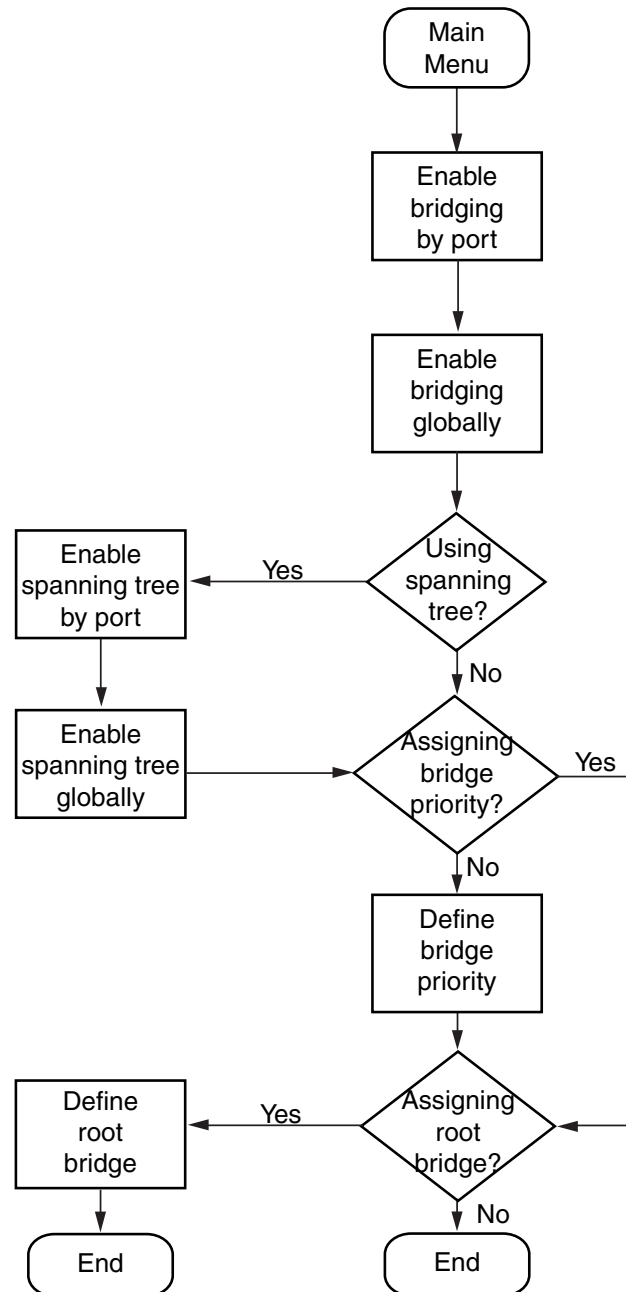 Main
Menu
Enable
bridging
by port
Enable
bridging
globally
Using
spanning
tree?
Yes
Enable
spanning tree
by port
No
Enable
spanning tree
globally
Assigning
bridge
priority?
Yes
No
Define
bridge
priority
Assigning
root
bridge?
Yes
Define
root
bridge
No
End
End